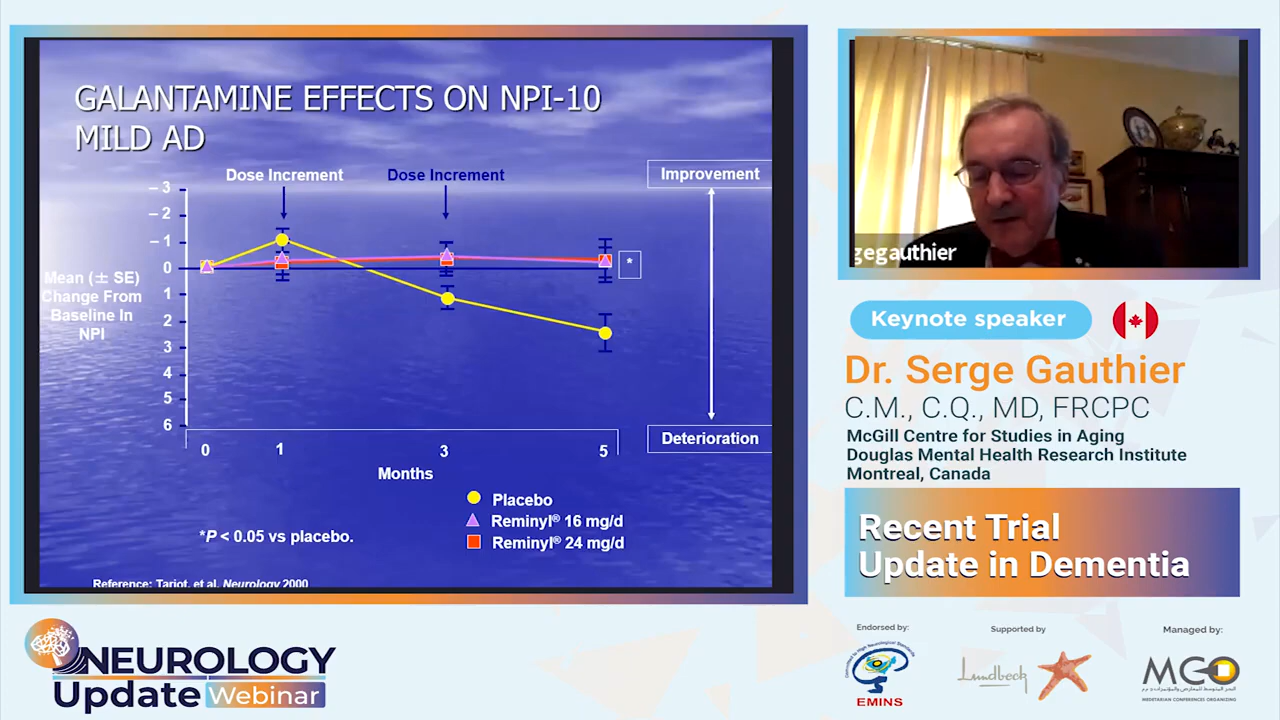 GALANTAMINE EFFECTS ON NPI-10
MILD AD
Dose Increment
Dose Increment
Improvement
– 3
– 2
– 1
0
1
2
3
4
5
6
Mean (± SE)
Change From
Baseline In
NPI
*
Deterioration
0
1
3
5
Months
Placebo
Reminyl® 16 mg/d
Reminyl® 24 mg/d
*P < 0.05 vs placebo.
Reference: Tariot, et al. Neurology 2000
gegauthier
Keynote speaker
Dr. Serge Gauthier
C.M., C.Q., MD, FRCPC
McGill Centre for Studies in Aging
Douglas Mental Health Research Institute
Montreal, Canada
Recent Trial
Update in Dementia
NEUROLOGY
Update Webinar
Endorsed by:
EMINS
Supported by
Lundbeck
Managed by:
MCO
MEDITERIAN CONFERENCES ORGANIZING